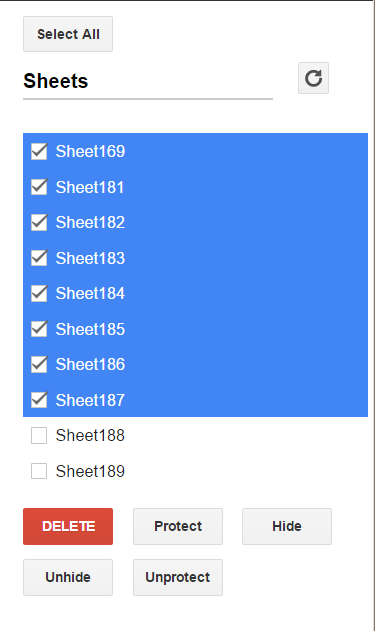 Select All
Sheets
Sheet169
Sheet181
Sheet182
Sheet183
Sheet184
Sheet185
Sheet186
Sheet187
Sheet188
Sheet189
DELETE Protect Hide
Unhide Unprotect